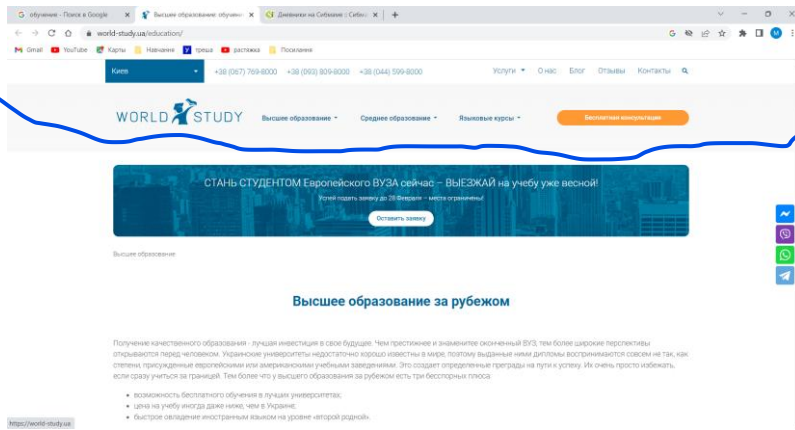 обучение - Поиск в Google
Высшее образование: обучени
Дневники на Себизне :: Себи
world-study.ua/education/
Gmail YouTube Карты Навчання треша растяжка Посилання
Киев +38 (067) 769-8000 +38 (093) 809-8000 +38 (044) 599-8000 Услуги О нас Блог Отзывы Контакты
WORLD STUDY Высшее образование Среднее образование Языковые курсы Бесплатная консультация
СТАНЬ СТУДЕНТОМ Европейского ВУЗА сейчас – ВЫЕЗЖАЙ на учебу уже весной!
Успей подать заявку до 28 Февраля – места ограничены!
Оставить заявку
Высшее образование
Высшее образование за рубежом
Получение качественного образования - лучшая инвестиция в свое будущее. Чем престижнее и знаменитее оконченный ВУЗ, тем более широкие перспективы
открываются перед человеком. Украинские университеты недостаточно хорошо известны в мире, поэтому выданные ними дипломы воспринимаются совсем не так, как
степени, присужденные европейскими или американскими учебными заведениями. Это создает определенные преграды на пути к успеху. Их очень просто избежать,
если сразу учиться за границей. Тем более что у высшего образования за рубежом есть три бесспорных плюса:
возможность бесплатного обучения в лучших университетах;
цена на учебу иногда даже ниже, чем в Украине;
быстрое овладение иностранным языком на уровне «второй родной».
https://world-study.ua